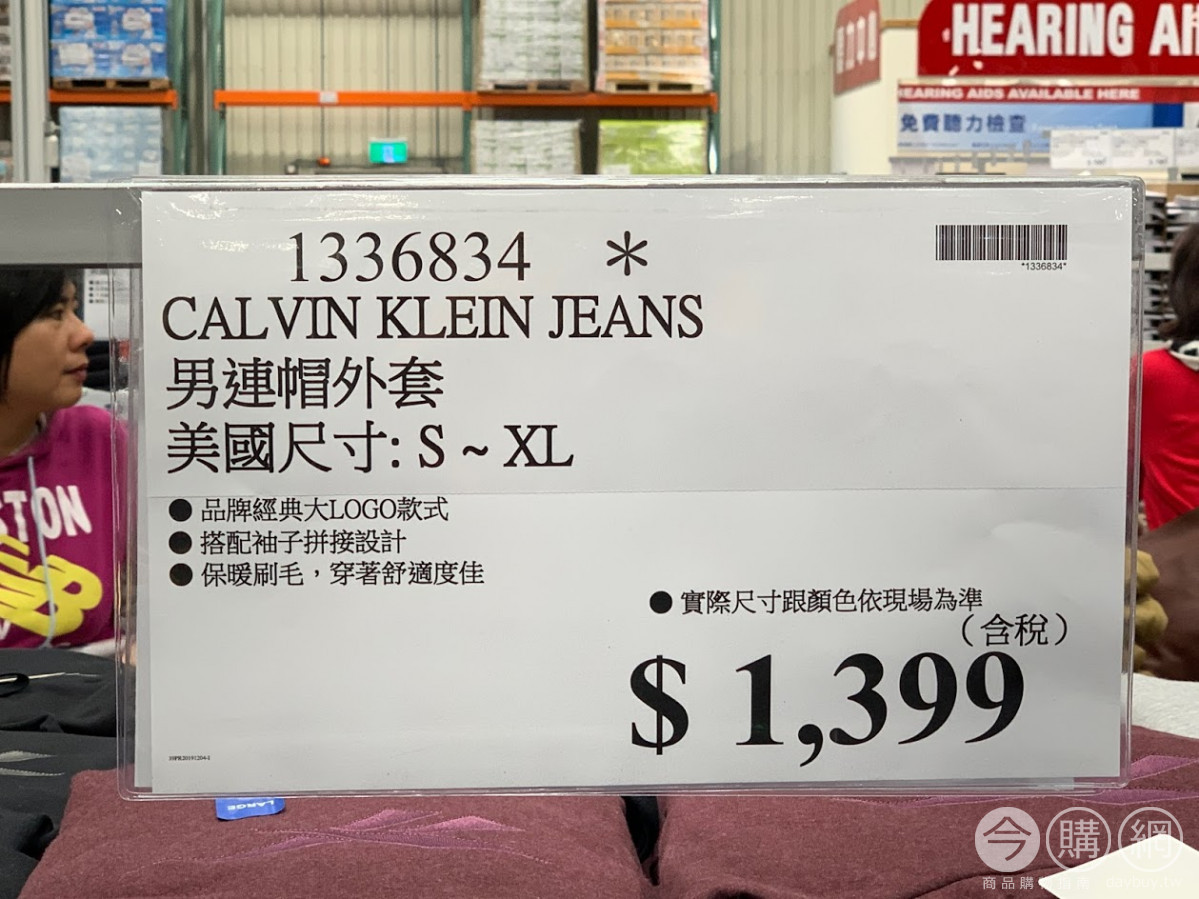 HEARING AI
HEARING AIDS AVAILABLE HERE
免費聽力檢查
1336834 *
*1336834*
CALVIN KLEIN JEANS
男連帽外套
美國尺寸: S ~ XL
● 品牌經典大LOGO款式
● 搭配袖子拼接設計
● 保暖刷毛，穿著舒適度佳
● 實際尺寸跟顏色依現場為準
（含稅）
$ 1,399
STON
LARGE
今購網